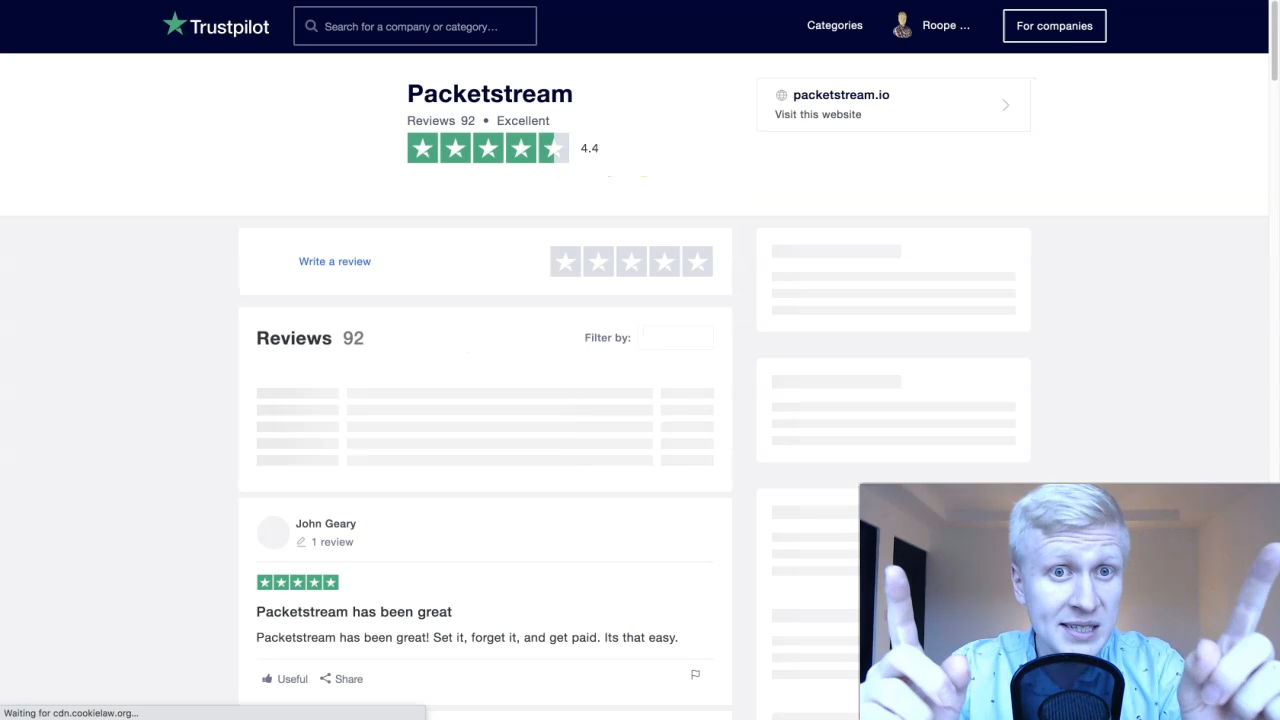 Trustpilot
Search for a company or category...
Categories
Roope ...
For companies
Packetstream
Reviews 92 • Excellent
4.4
packetstream.io
Visit this website
Write a review
Reviews 92
Filter by:
John Geary
1 review
Packetstream has been great
Packetstream has been great! Set it, forget it, and get paid. Its that easy.
Useful
Share
Waiting for cdn.cookielaw.org...